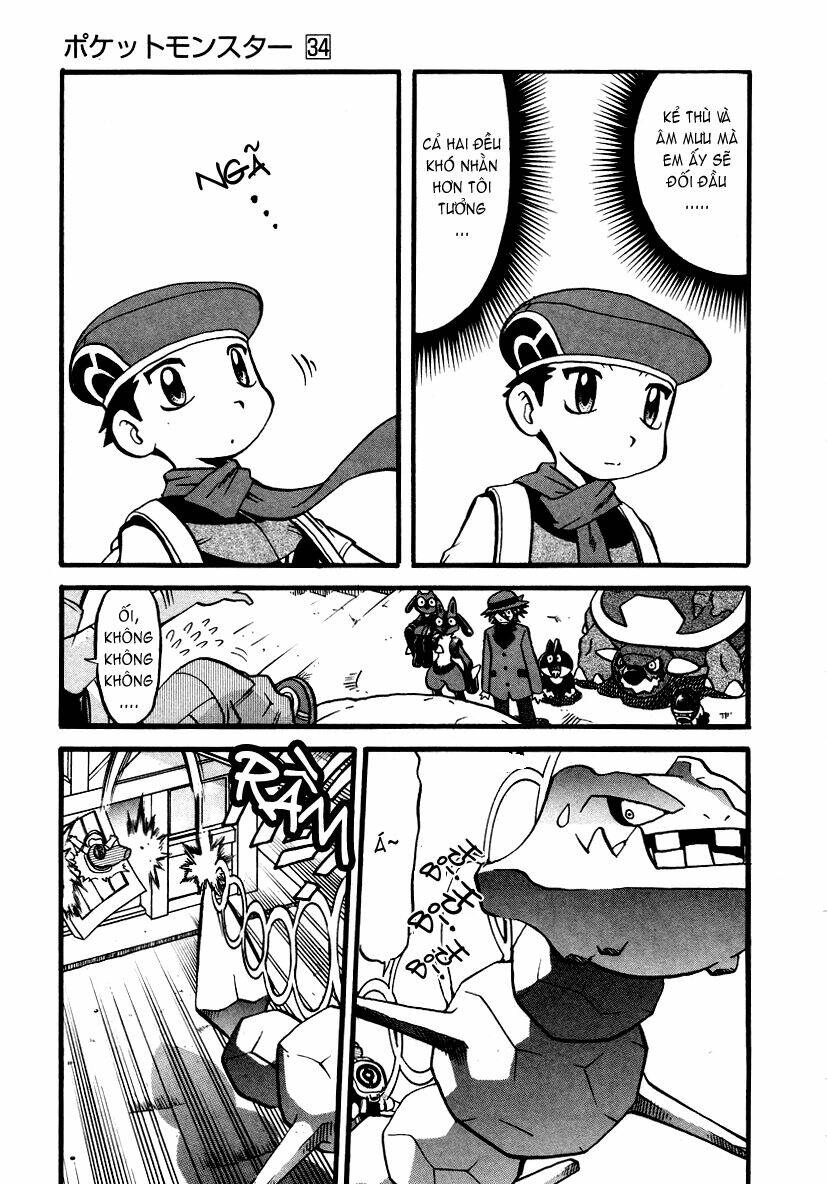 ポケットモンスター 34
KẺ THÙ VÀ
ÂM MƯU MÀ
EM ẤY SẼ
ĐỐI ĐẦU
.....
CẢ HAI ĐỀU
KHÓ NHẰN
HƠN TÔI
TƯỞNG
...
NGÃ
...
ỐI,
KHÔNG
KHÔNG
KHÔNG
....
Á~
BỊCH
BỊCH
BỊCH
BỊCH
RẦM